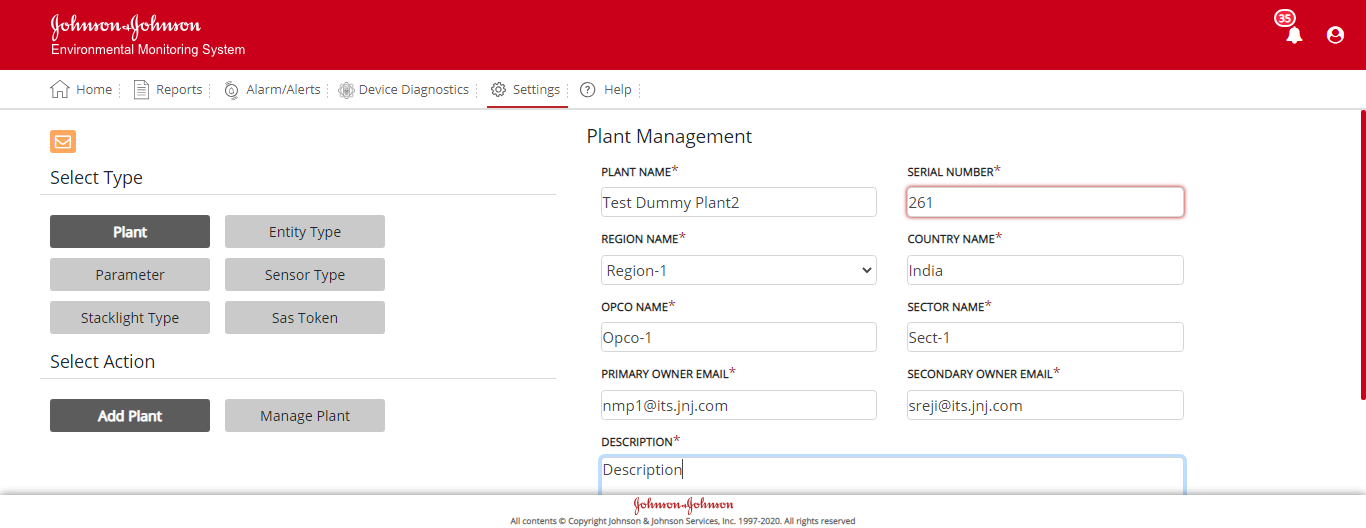 Johnson&Johnson
Environmental Monitoring System
35
Home Reports Alarm/Alerts Device Diagnostics Settings Help
Select Type
Plant Entity Type
Parameter Sensor Type
Stacklight Type Sas Token
Select Action
Add Plant Manage Plant
Plant Management
PLANT NAME* SERIAL NUMBER*
Test Dummy Plant2 261
REGION NAME* COUNTRY NAME*
Region-1 India
OPCO NAME* SECTOR NAME*
Opco-1 Sect-1
PRIMARY OWNER EMAIL* SECONDARY OWNER EMAIL*
nmp1@its.jnj.com sreji@its.jnj.com
DESCRIPTION*
Description
Johnson&Johnson
All contents © Copyright Johnson & Johnson Services, Inc. 1997-2020. All rights reserved